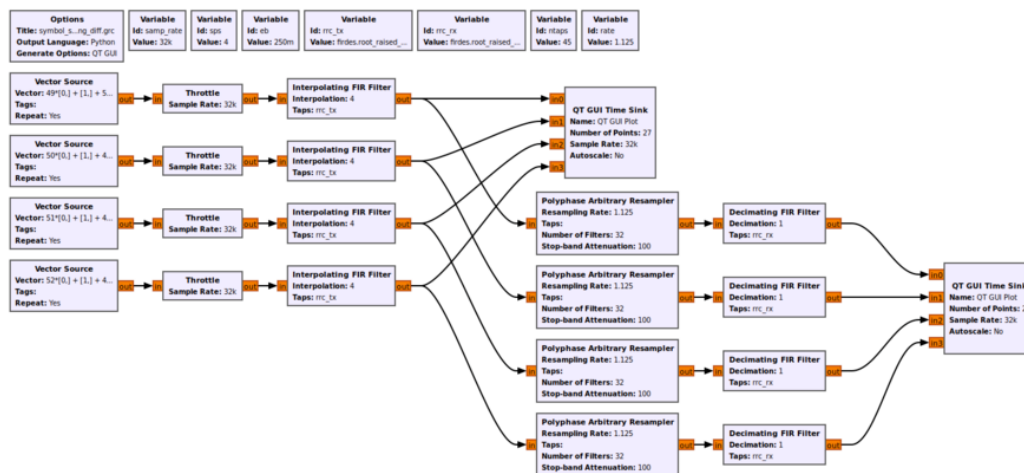 Options
Title: symbol_s...ng_diff.grc
Output Language: Python
Generate Options: QT GUI
Variable
Id: samp_rate
Value: 32k
Variable
Id: sps
Value: 4
Variable
Id: eb
Value: 250m
Variable
Id: rrc_tx
Value: firdes.root_raised_...
Variable
Id: rrc_rx
Value: firdes.root_raised_...
Variable
Id: ntaps
Value: 45
Variable
Id: rate
Value: 1.125
Vector Source
Vector: 49*[0,] + [1,] + 5...
Tags:
Repeat: Yes
out
in
Throttle
Sample Rate: 32k
out
in
Interpolating FIR Filter
Interpolation: 4
Taps: rrc_tx
out
Vector Source
Vector: 50*[0,] + [1,] + 4...
Tags:
Repeat: Yes
out
in
Throttle
Sample Rate: 32k
out
in
Interpolating FIR Filter
Interpolation: 4
Taps: rrc_tx
out
Vector Source
Vector: 51*[0,] + [1,] + 4...
Tags:
Repeat: Yes
out
in
Throttle
Sample Rate: 32k
out
in
Interpolating FIR Filter
Interpolation: 4
Taps: rrc_tx
out
Vector Source
Vector: 52*[0,] + [1,] + 4...
Tags:
Repeat: Yes
out
in
Throttle
Sample Rate: 32k
out
in
Interpolating FIR Filter
Interpolation: 4
Taps: rrc_tx
out
in0
in1
in2
in3
QT GUI Time Sink
Name: QT GUI Plot
Number of Points: 27
Sample Rate: 32k
Autoscale: No
in
Polyphase Arbitrary Resampler
Resampling Rate: 1.125
Taps:
Number of Filters: 32
Stop-band Attenuation: 100
out
in
Decimating FIR Filter
Decimation: 1
Taps: rrc_rx
out
in
Polyphase Arbitrary Resampler
Resampling Rate: 1.125
Taps:
Number of Filters: 32
Stop-band Attenuation: 100
out
in
Decimating FIR Filter
Decimation: 1
Taps: rrc_rx
out
in
Polyphase Arbitrary Resampler
Resampling Rate: 1.125
Taps:
Number of Filters: 32
Stop-band Attenuation: 100
out
in
Decimating FIR Filter
Decimation: 1
Taps: rrc_rx
out
in
Polyphase Arbitrary Resampler
Resampling Rate: 1.125
Taps:
Number of Filters: 32
Stop-band Attenuation: 100
out
in
Decimating FIR Filter
Decimation: 1
Taps: rrc_rx
out
in0
in1
in2
in3
QT GUI Time Sin
Name: QT GUI Plot
Number of Points:
Sample Rate: 32k
Autoscale: No